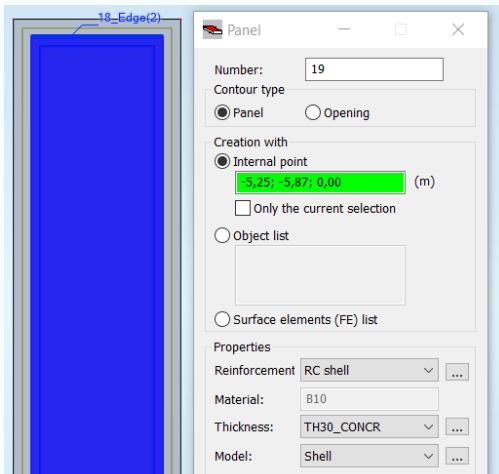 18_Edge(2)
Panel
Number:
19
Contour type
Panel
Opening
Creation with
Internal point
-5,25; -5,87; 0,00
(m)
Only the current selection
Object list
Surface elements (FE) list
Properties
Reinforcement
RC shell
...
Material:
B10
Thickness:
TH30_CONCR
...
Model:
Shell
...